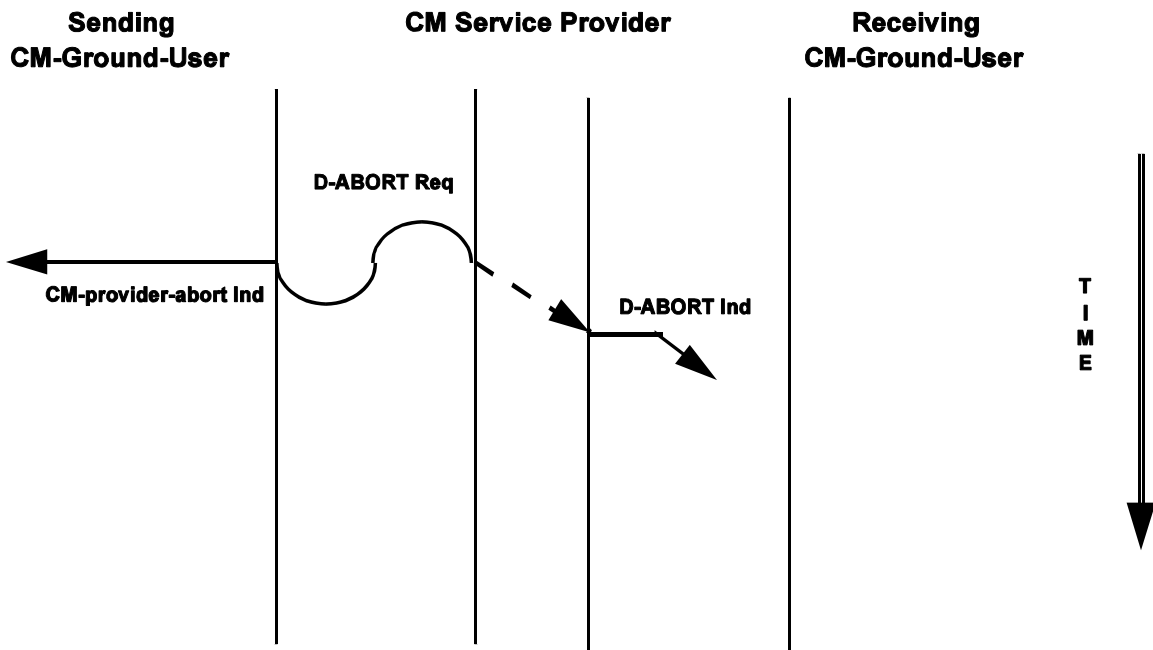 Sending
CM-Ground-User
CM Service Provider
Receiving
CM-Ground-User
D-ABORT Req
CM-provider-abort Ind
D-ABORT Ind
T
I
M
E